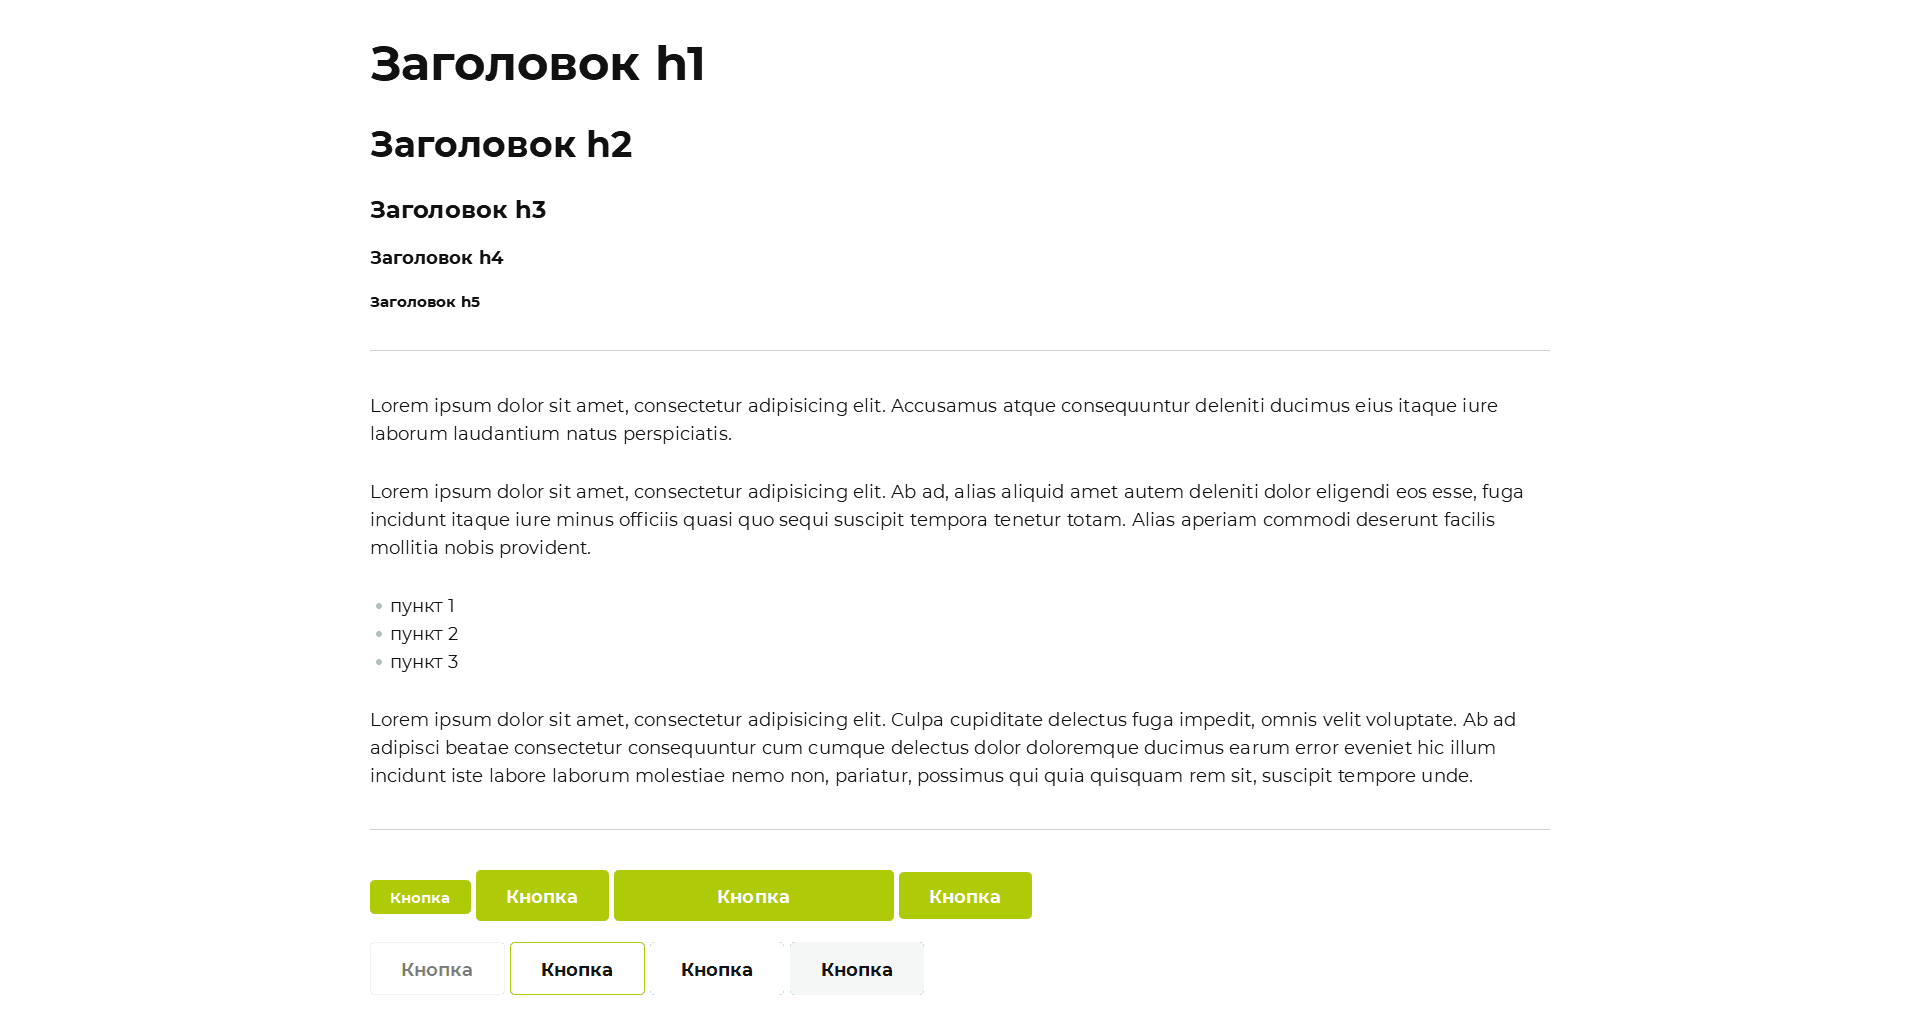 Заголовок h1
Заголовок h2
Заголовок h3
Заголовок h4
Заголовок h5
Lorem ipsum dolor sit amet, consectetur adipisicing elit. Accusamus atque consequuntur deleniti ducimus eius itaque iure
laborum laudantium natus perspiciatis.
Lorem ipsum dolor sit amet, consectetur adipisicing elit. Ab ad, alias aliquid amet autem deleniti dolor eligendi eos esse, fuga
incidunt itaque iure minus officiis quasi quo sequi suscipit tempora tenetur totam. Alias aperiam commodi deserunt facilis
mollitia nobis provident.
пункт 1
пункт 2
пункт 3
Lorem ipsum dolor sit amet, consectetur adipisicing elit. Culpa cupiditate delectus fuga impedit, omnis velit voluptate. Ab ad
adipisci beatae consectetur consequuntur cum cumque delectus dolor doloremque ducimus earum error eveniet hic illum
incidunt iste labore laborum molestiae nemo non, pariatur, possimus qui quia quisquam rem sit, suscipit tempore unde.
Кнопка Кнопка Кнопка Кнопка
Кнопка Кнопка Кнопка Кнопка